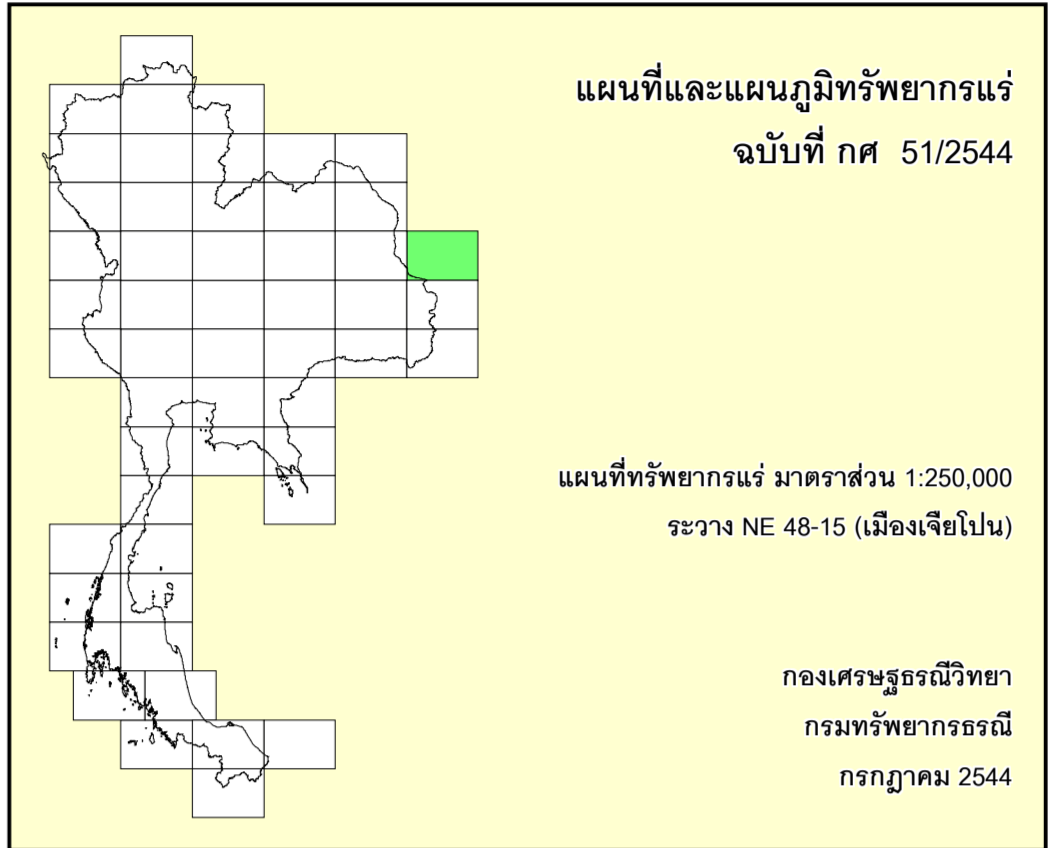 แผนที่และแผนภูมิทรัพยากรแร่
ฉบับที่ กศ 51/2544
แผนที่ทรัพยากรแร่ มาตราส่วน 1:250,000
ระวาง NE 48-15 (เมืองเจียโปน)
กองเศรษฐธรณีวิทยา
กรมทรัพยากรธรณี
กรกฎาคม 2544